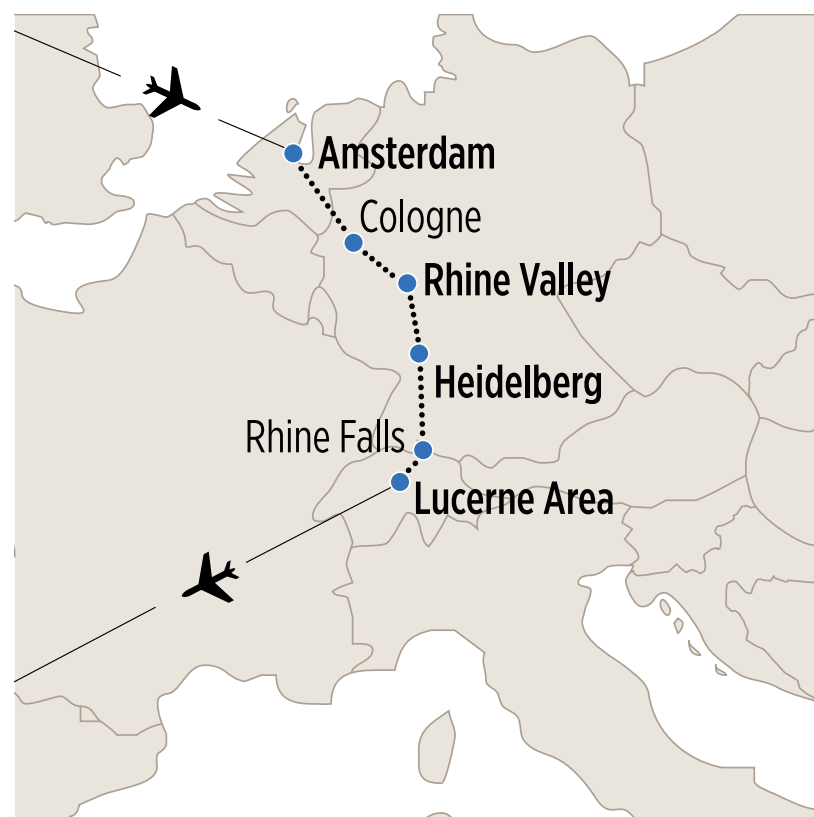 Amsterdam
Cologne
Rhine Valley
Heidelberg
Rhine Falls
Lucerne Area